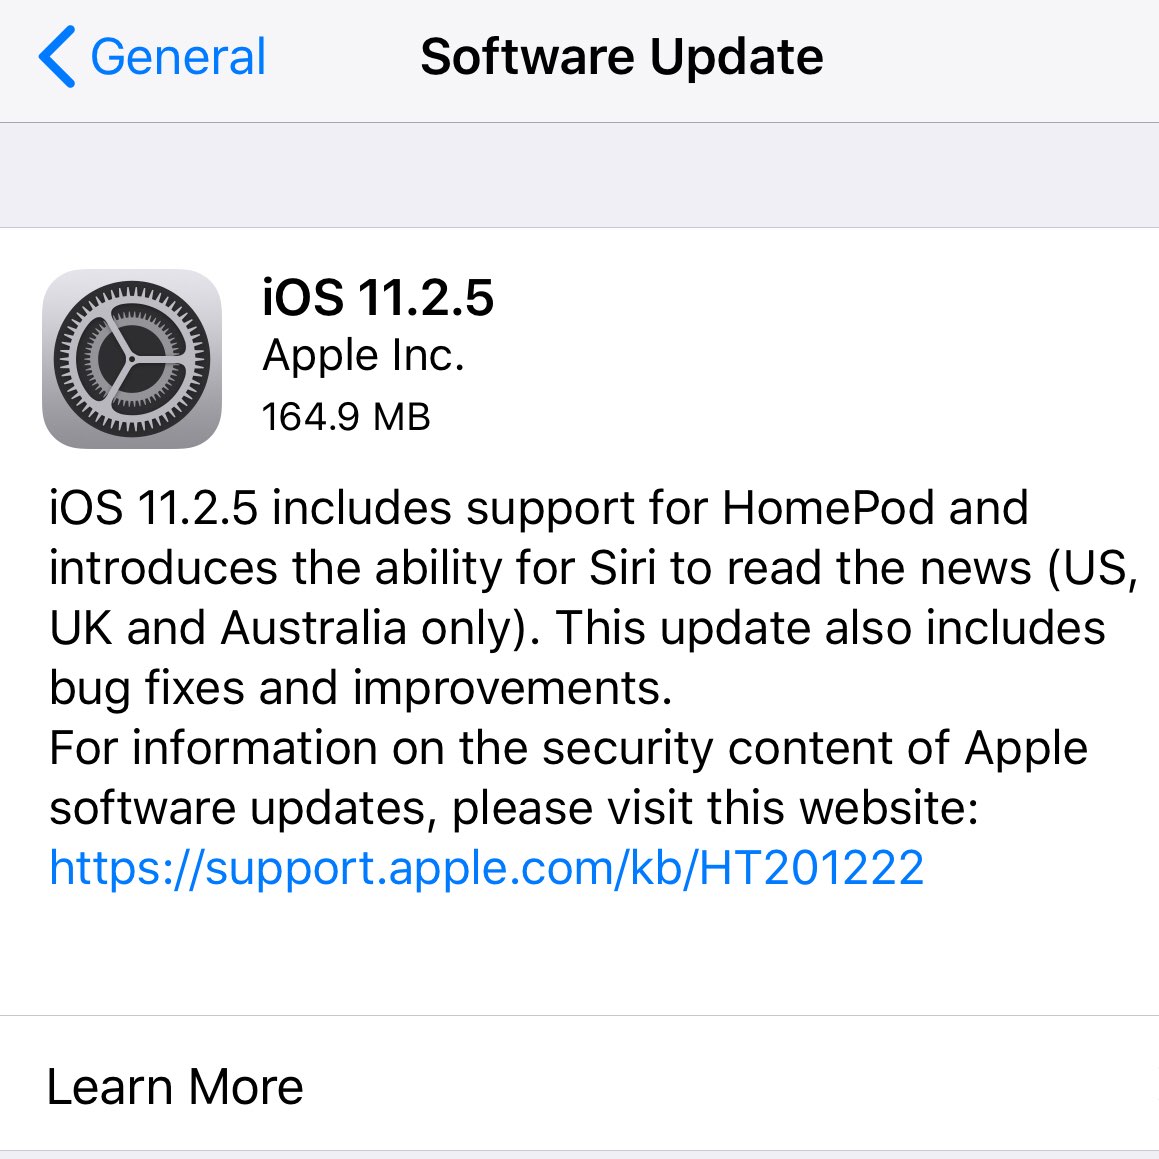 General
Software Update
iOS 11.2.5
Apple Inc.
164.9 MB
iOS 11.2.5 includes support for HomePod and
introduces the ability for Siri to read the news (US,
UK and Australia only). This update also includes
bug fixes and improvements.
For information on the security content of Apple
software updates, please visit this website:
https://support.apple.com/kb/HT201222
Learn More